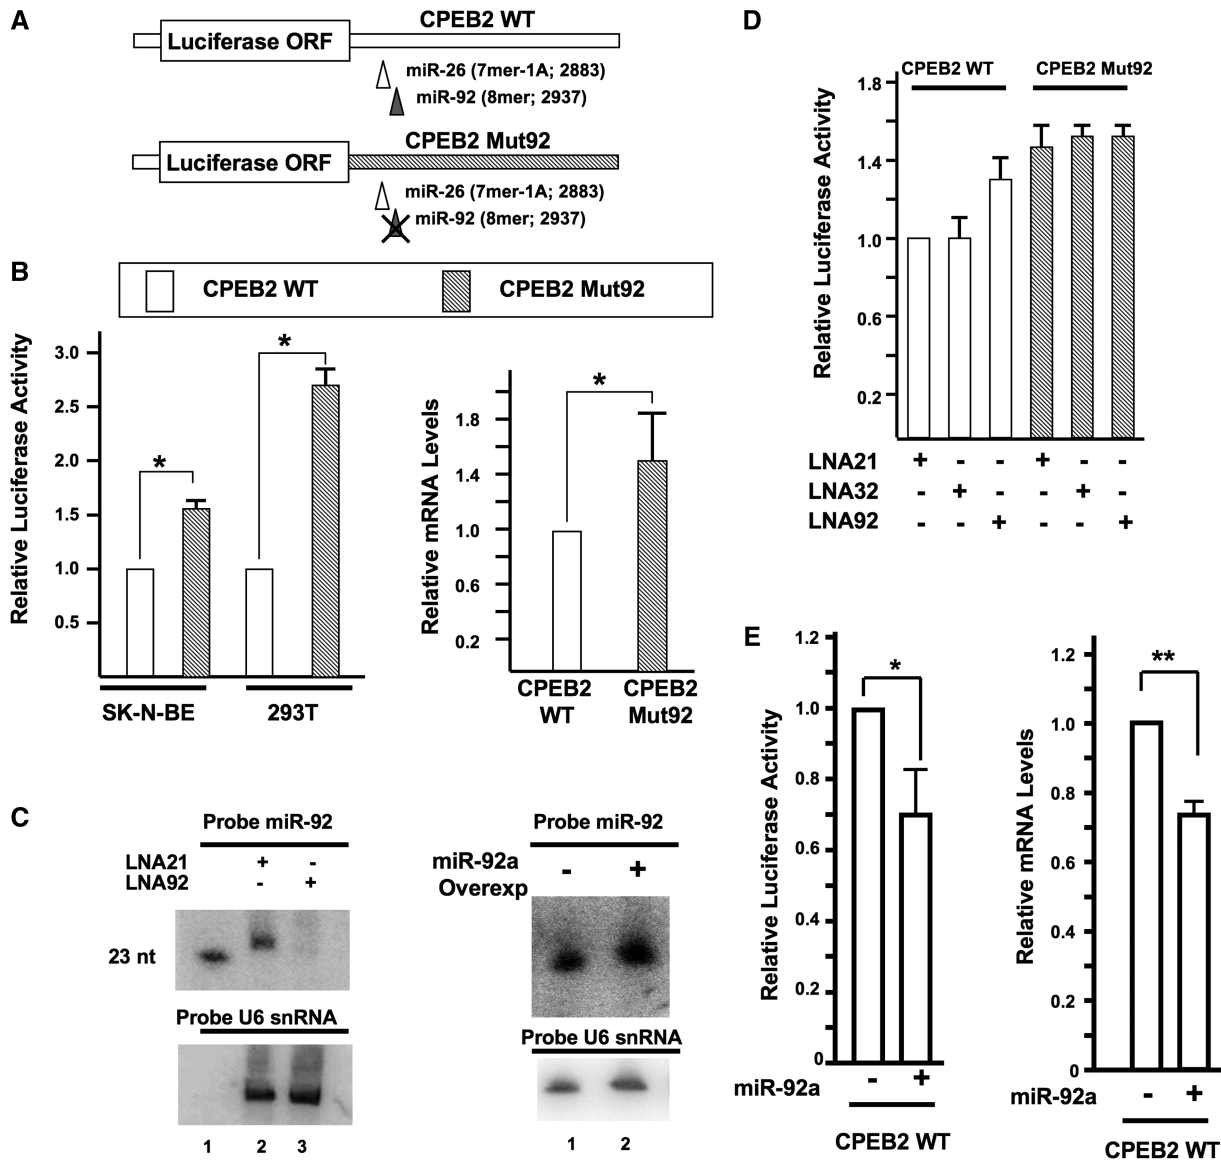 A
CPEB2 WT
Luciferase ORF
miR-26 (7mer-1A; 2883)
miR-92 (8mer; 2937)
CPEB2 Mut92
Luciferase ORF
miR-26 (7mer-1A; 2883)
miR-92 (8mer; 2937)
B
CPEB2 WT
CPEB2 Mut92
Relative Luciferase Activity
3.0
2.5
2.0
1.5
1.0
0.5
*
*
SK-N-BE
293T
Relative mRNA Levels
1.8
1.4
1.0
0.6
0.2
*
CPEB2 WT
CPEB2 Mut92
C
Probe miR-92
LNA21 + -
LNA92 - +
23 nt
Probe U6 snRNA
1 2 3
Probe miR-92
miR-92a - +
Overexp
Probe U6 snRNA
1 2
D
CPEB2 WT
CPEB2 Mut92
Relative Luciferase Activity
1.8
1.4
1.0
0.6
0.2
LNA21 + - - + - -
LNA32 - + - - + -
LNA92 - - + - - +
E
Relative Luciferase Activity
1.2
1.0
0.8
0.6
0.4
0.2
0
*
miR-92a - +
CPEB2 WT
Relative mRNA Levels
1.2
1.0
0.8
0.6
0.4
0.2
0
**
miR-92a - +
CPEB2 WT